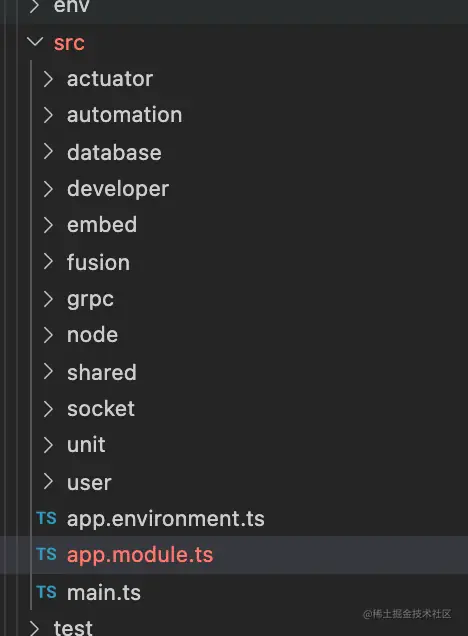 env
src
actuator
automation
database
developer
embed
fusion
grpc
node
shared
socket
unit
user
TS app.environment.ts
TS app.module.ts
TS main.ts
@稀土掘金技术社区
test